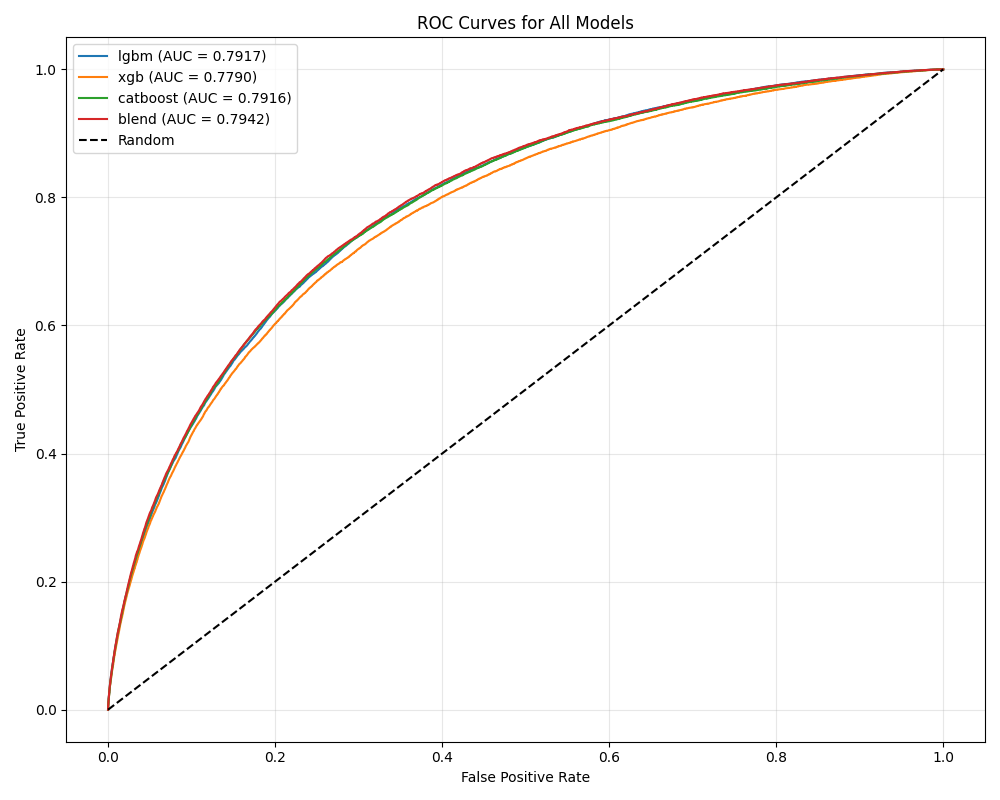 ROC Curves for All Models
lgbm (AUC = 0.7917)
xgb (AUC = 0.7790)
catboost (AUC = 0.7916)
blend (AUC = 0.7942)
Random
True Positive Rate
1.0
0.8
0.6
0.4
0.2
0.0
0.0 0.2 0.4 0.6 0.8 1.0
False Positive Rate